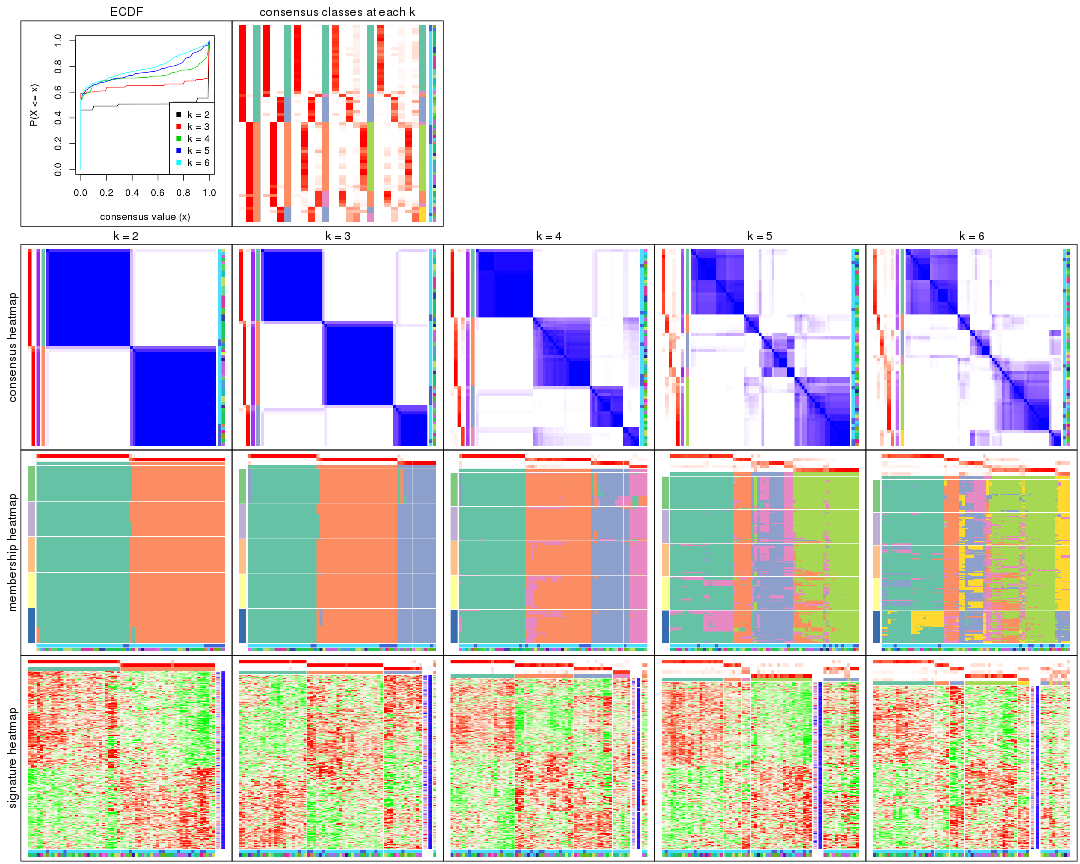 ECDF
consensus classes at each k
P(X <= x)
1.0
0.8
0.6
0.4
0.2
0.0
k = 2
k = 3
k = 4
k = 5
k = 6
0.0 0.2 0.4 0.6 0.8 1.0
consensus value (x)
k = 2
k = 3
k = 4
k = 5
k = 6
consensus heatmap
membership heatmap
signature heatmap